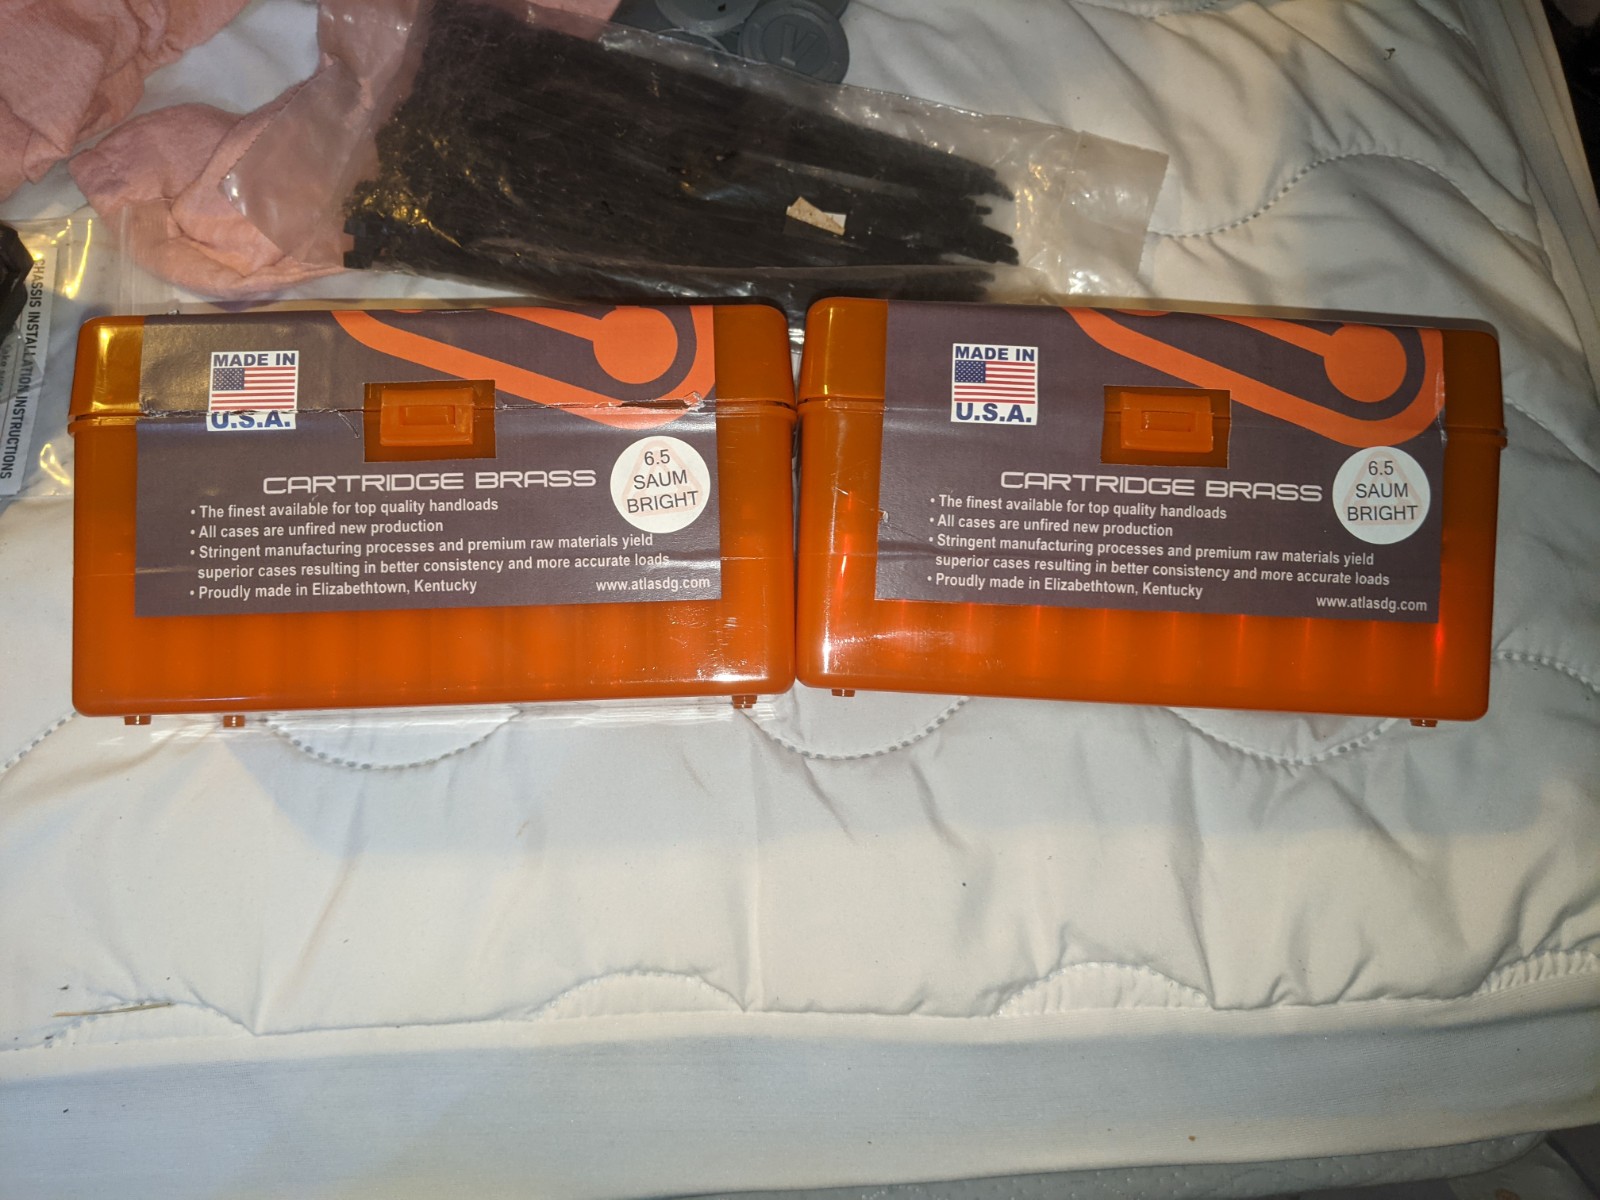 CHASSIS INSTALLATION INSTRUCTIONS
MADE IN
U.S.A.
CARTRIDGE BRASS
6.5
SAUM
BRIGHT
• The finest available for top quality handloads
• All cases are unfired new production
• Stringent manufacturing processes and premium raw materials yield
superior cases resulting in better consistency and more accurate loads
• Proudly made in Elizabethtown, Kentucky
www.atlasdg.com
MADE IN
U.S.A.
CARTRIDGE BRASS
6.5
SAUM
BRIGHT
• The finest available for top quality handloads
• All cases are unfired new production
• Stringent manufacturing processes and premium raw materials yield
superior cases resulting in better consistency and more accurate loads
• Proudly made in Elizabethtown, Kentucky
www.atlasdg.com